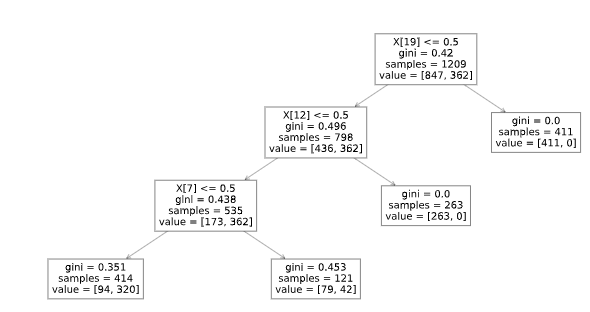 X[19] <= 0.5
gini = 0.42
samples = 1209
value = [847, 362]
X[12] <= 0.5
gini = 0.496
samples = 798
value = [436, 362]
gini = 0.0
samples = 411
value = [411, 0]
X[7] <= 0.5
gini = 0.438
samples = 535
value = [173, 362]
gini = 0.0
samples = 263
value = [263, 0]
gini = 0.351
samples = 414
value = [94, 320]
gini = 0.453
samples = 121
value = [79, 42]